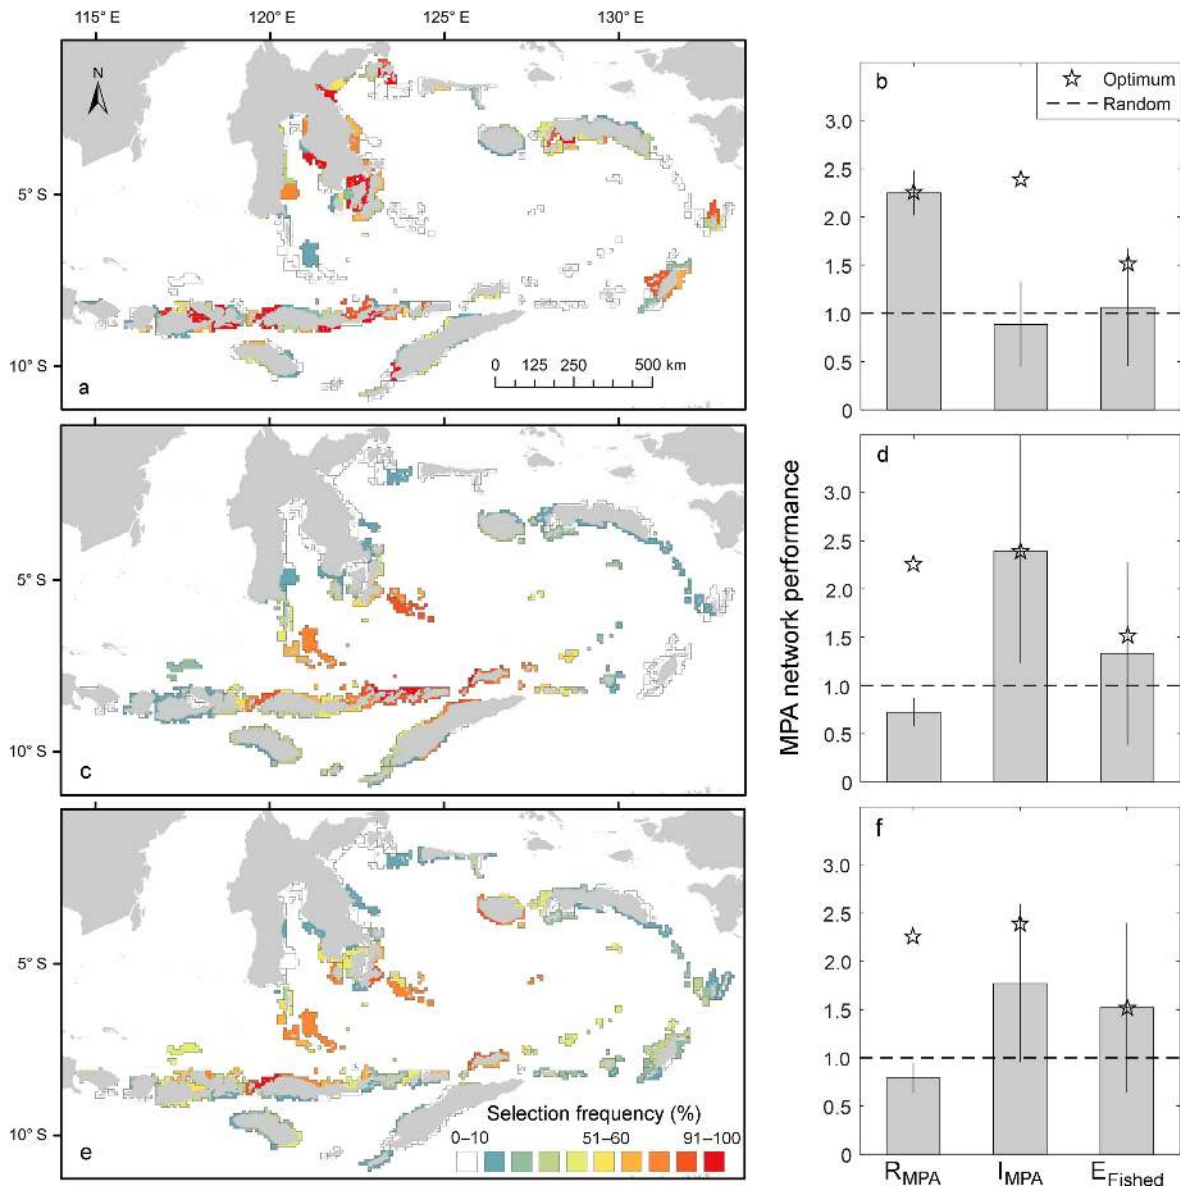 115° E 120° E 125° E 130° E
N
5° S
10° S
0 125 250 500 km
a
5° S
10° S
c
5° S
10° S
e
Selection frequency (%)
0–10 51–60 91–100
b
☆ Optimum
Random
3.0
2.5
2.0
1.5
1.0
0.5
0
MPA network performance
d
3.0
2.5
2.0
1.5
1.0
0.5
0
f
3.0
2.5
2.0
1.5
1.0
0.5
0
R_MPA I_MPA E_Fished